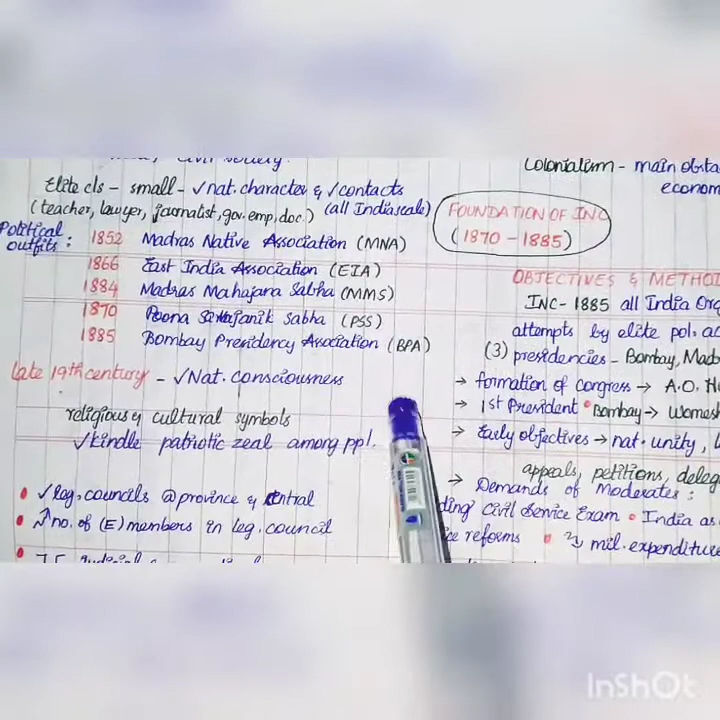 Civil Society.
Elite cls - small - ✓nat. character & ✓contacts
(teacher, lawyer, journalist, gov. emp, doc.) (all India scale)
Political outfits :
1852 Madras Native Association (MNA)
1866 East India Association (EIA)
1884 Madras Mahajana Sabha (MMS)
1870 Poona Sarvajanik Sabha (PSS)
1885 Bombay Presidency Association (BPA)
late 19th century - ✓Nat. consciousness
religious & cultural symbols
✓kindle patriotic zeal among ppl.
• ✓leg. councils @ province & central
• ↑no. of (E) members in leg. council
Colonialism - main obsta
econom
FOUNDATION OF INC
(1870 - 1885)
OBJECTIVES & METHO
INC - 1885 all India Org
attempts by elite pol. ac
(3) presidencies - Bombay, Mad
→ formation of congress → A.O. H
→ 1st President • Bombay → Womesh
→ Early objectives → nat. unity,
appeals, petitions, deleg
→ Demands of moderates :
ding Civil Service Exam • India as
ice reforms • ↓ mil. expenditure
InShOt